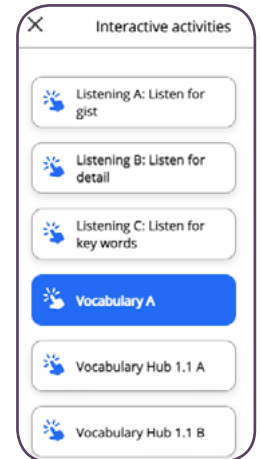 Interactive activities
Listening A: Listen for
gist
Listening B: Listen for
detail
Listening C: Listen for
key words
Vocabulary A
Vocabulary Hub 1.1 A
Vocabulary Hub 1.1 B